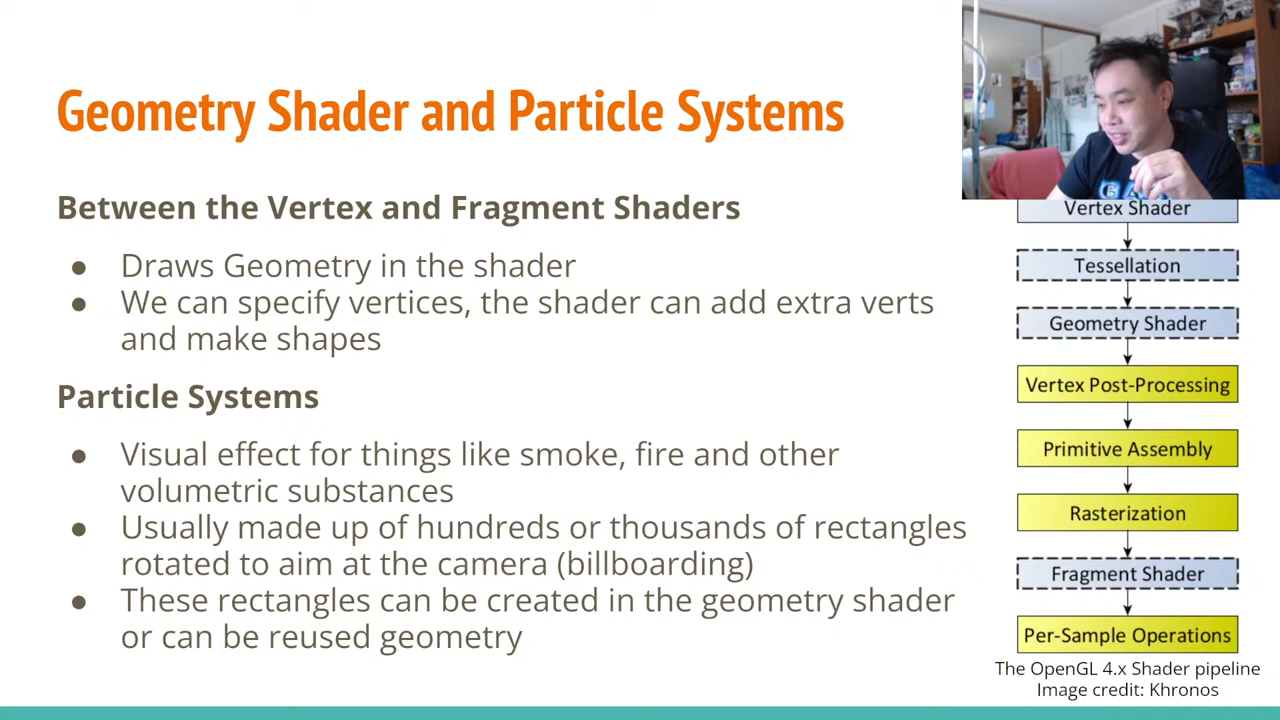 Geometry Shader and Particle Systems
Between the Vertex and Fragment Shaders
● Draws Geometry in the shader
● We can specify vertices, the shader can add extra verts
and make shapes
Particle Systems
● Visual effect for things like smoke, fire and other
volumetric substances
● Usually made up of hundreds or thousands of rectangles
rotated to aim at the camera (billboarding)
● These rectangles can be created in the geometry shader
or can be reused geometry
Vertex Shader
Tessellation
Geometry Shader
Vertex Post-Processing
Primitive Assembly
Rasterization
Fragment Shader
Per-Sample Operations
The OpenGL 4.x Shader pipeline
Image credit: Khronos